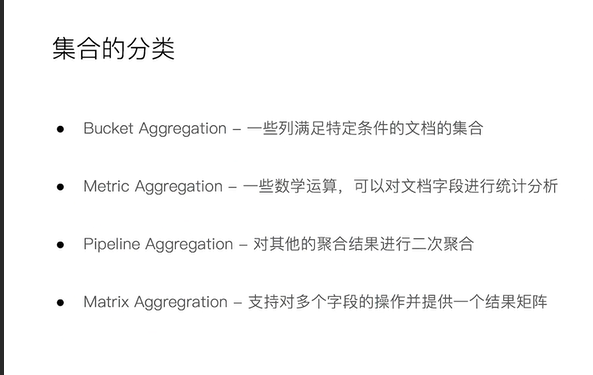 集合的分类
● Bucket Aggregation – 一些列满足特定条件的文档的集合
● Metric Aggregation – 一些数学运算，可以对文档字段进行统计分析
● Pipeline Aggregation – 对其他的聚合结果进行二次聚合
● Matrix Aggregration – 支持对多个字段的操作并提供一个结果矩阵